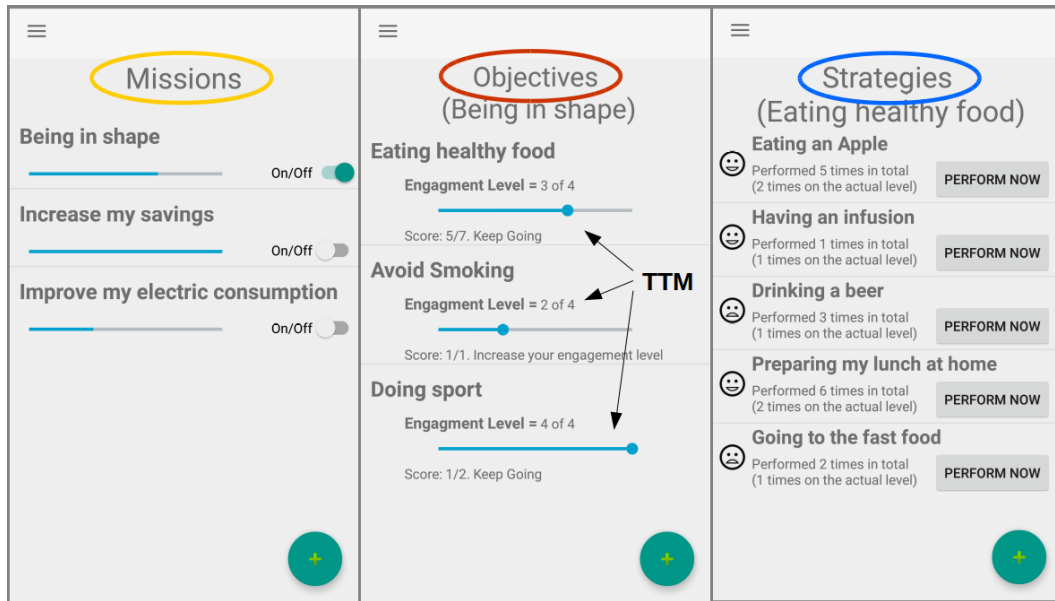 Missions
Being in shape
On/Off
Increase my savings
On/Off
Improve my electric consumption
On/Off
+
Objectives
(Being in shape)
Eating healthy food
Engagment Level = 3 of 4
Score: 5/7. Keep Going
Avoid Smoking
TTM
Engagment Level = 2 of 4
Score: 1/1. Increase your engagement level
Doing sport
Engagment Level = 4 of 4
Score: 1/2. Keep Going
+
Strategies
(Eating healthy food)
Eating an Apple
Performed 5 times in total
(2 times on the actual level)
PERFORM NOW
Having an infusion
Performed 1 times in total
(1 times on the actual level)
PERFORM NOW
Drinking a beer
Performed 3 times in total
(1 times on the actual level)
PERFORM NOW
Preparing my lunch at home
Performed 6 times in total
(2 times on the actual level)
PERFORM NOW
Going to the fast food
Performed 2 times in total
(1 times on the actual level)
PERFORM NOW
+